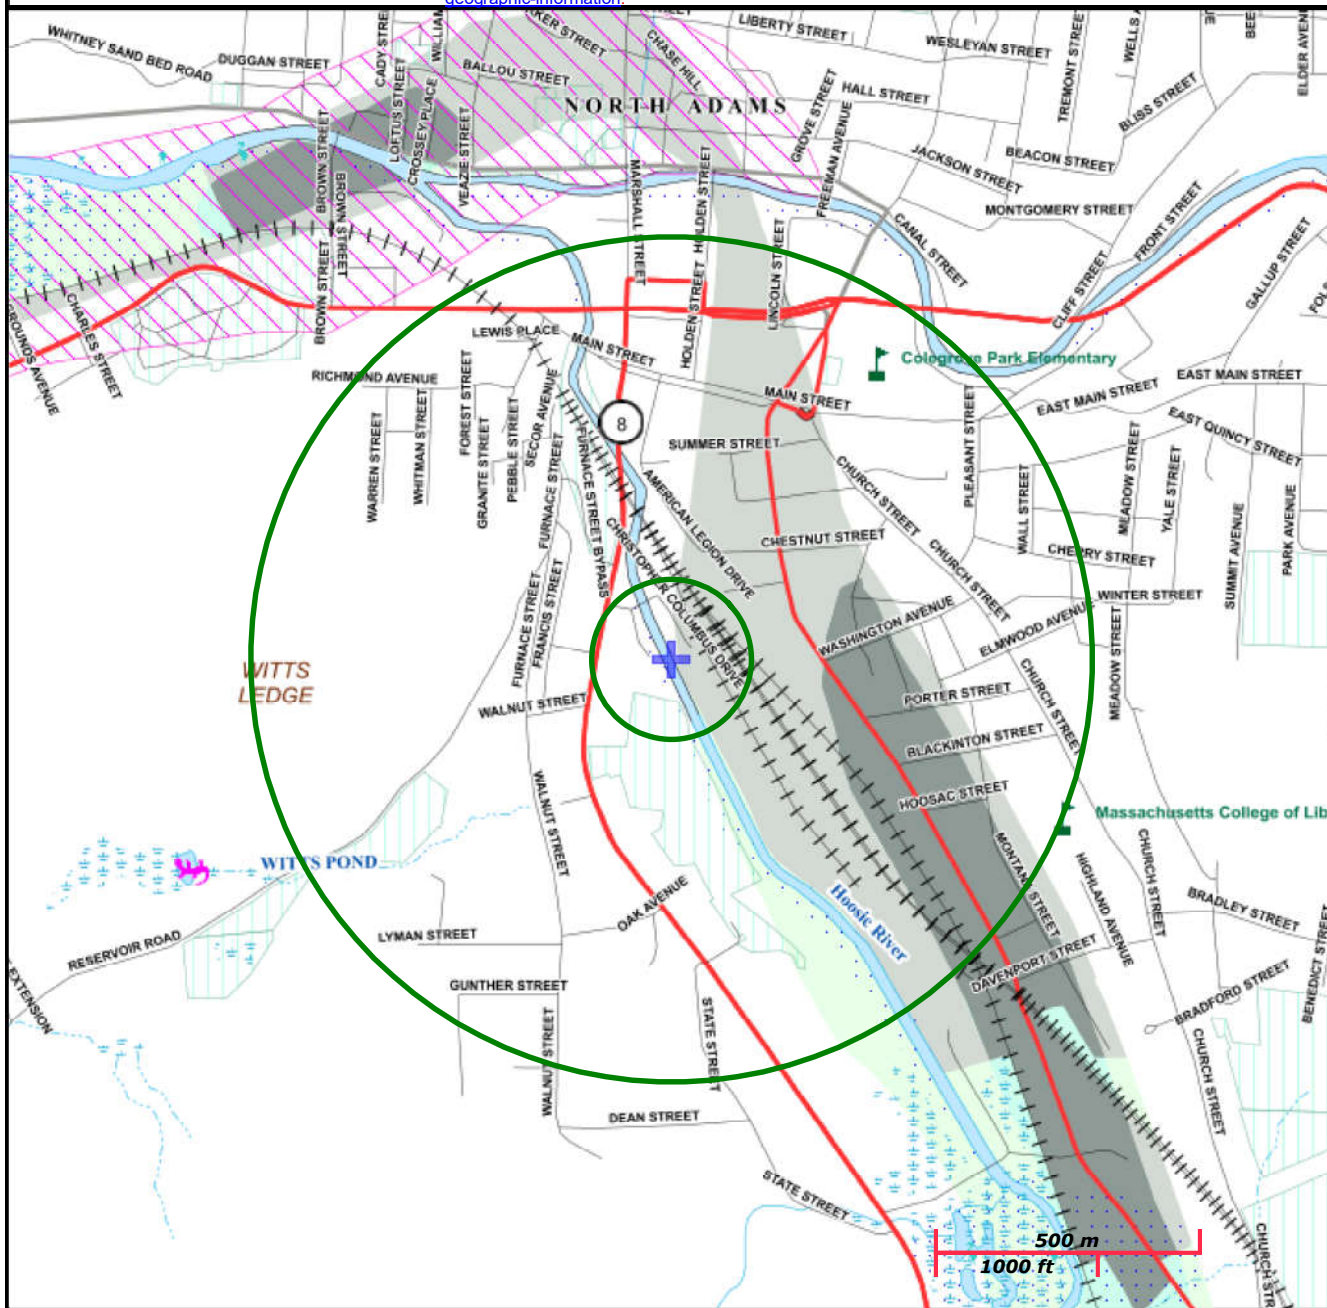 geographic-information.
LIBERTY STREET
WESLEYAN STREET
WHITNEY SAND BED ROAD
DUGGAN STREET
BALLOU STREET
CHASE HILL
HALL STREET
TREMONT STREET
BLISS STREET
LOFTUS STREET
CROSSEY PLACE
VEAZIE STREET
NORTH ADAMS
GROVE STREET
FREEMAN AVENUE
JACKSON STREET
BEACON STREET
MONTGOMERY STREET
BROWN STREET
BROWN STREET
BROWN STREET
MARSHALL STREET
HOLDEN STREET
HOLDEN STREET
LINCOLN STREET
CANAL STREET
FRONT STREET
CLIFF STREET
GALLUP STREET
CHARLES STREET
LEWIS PLACE
MAIN STREET
Colegrove Park Elementary
RICHMOND AVENUE
MAIN STREET
EAST MAIN STREET
EAST MAIN STREET
EAST QUINCY STREET
WARREN STREET
WHITMAN STREET
FOREST STREET
GRANITE STREET
PEBBLE STREET
SECOR AVENUE
8
SUMMER STREET
CHURCH STREET
PLEASANT STREET
WALL STREET
MEADOW STREET
YALE STREET
SUMMIT AVENUE
PARK AVENUE
FURNACE STREET
FURNACE STREET BYPASS
AMERICAN LEGION DRIVE
CHRISTOPHER COLUMBUS DRIVE
CHESTNUT STREET
CHURCH STREET
CHERRY STREET
WINTER STREET
FURNACE STREET
FRANCIS STREET
WASHINGTON AVENUE
ELMWOOD AVENUE
MEADOW STREET
WITTS
LEDGE
WALNUT STREET
PORTER STREET
CHURCH STREET
BLACKINTON STREET
HOOSAC STREET
WALNUT STREET
Massachusetts College of Lib
WITTS POND
MONTANA STREET
HIGHLAND AVENUE
CHURCH STREET
BRADLEY STREET
Hoosic River
OAK AVENUE
LYMAN STREET
RESERVOIR ROAD
EXTENSION
DAVENPORT STREET
BRADFORD STREET
BENEDICT STREET
GUNTHER STREET
STATE STREET
WALNUT STREET
CHURCH STREET
DEAN STREET
STATE STREET
500 m
1000 ft
CHURCH STR